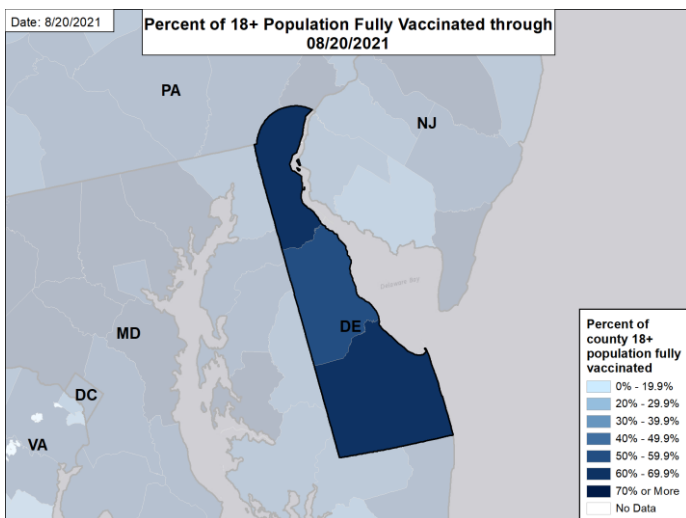 Date: 8/20/2021
Percent of 18+ Population Fully Vaccinated through
08/20/2021
PA
NJ
Delaware Bay
DE
MD
DC
VA
Percent of
county 18+
population fully
vaccinated
0% - 19.9%
20% - 29.9%
30% - 39.9%
40% - 49.9%
50% - 59.9%
60% - 69.9%
70% or More
No Data